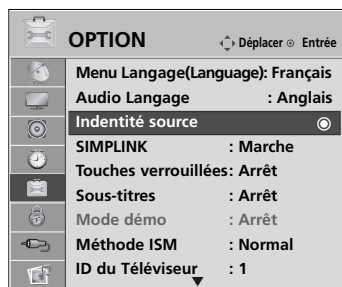 OPTION Déplacer Entrée
Menu Langage(Language): Français
Audio Langage : Anglais
Indentité source
SIMPLINK : Marche
Touches verrouillées: Arrêt
Sous-titres : Arrêt
Mode démo : Arrêt
Méthode ISM : Normal
ID du Téléviseur : 1